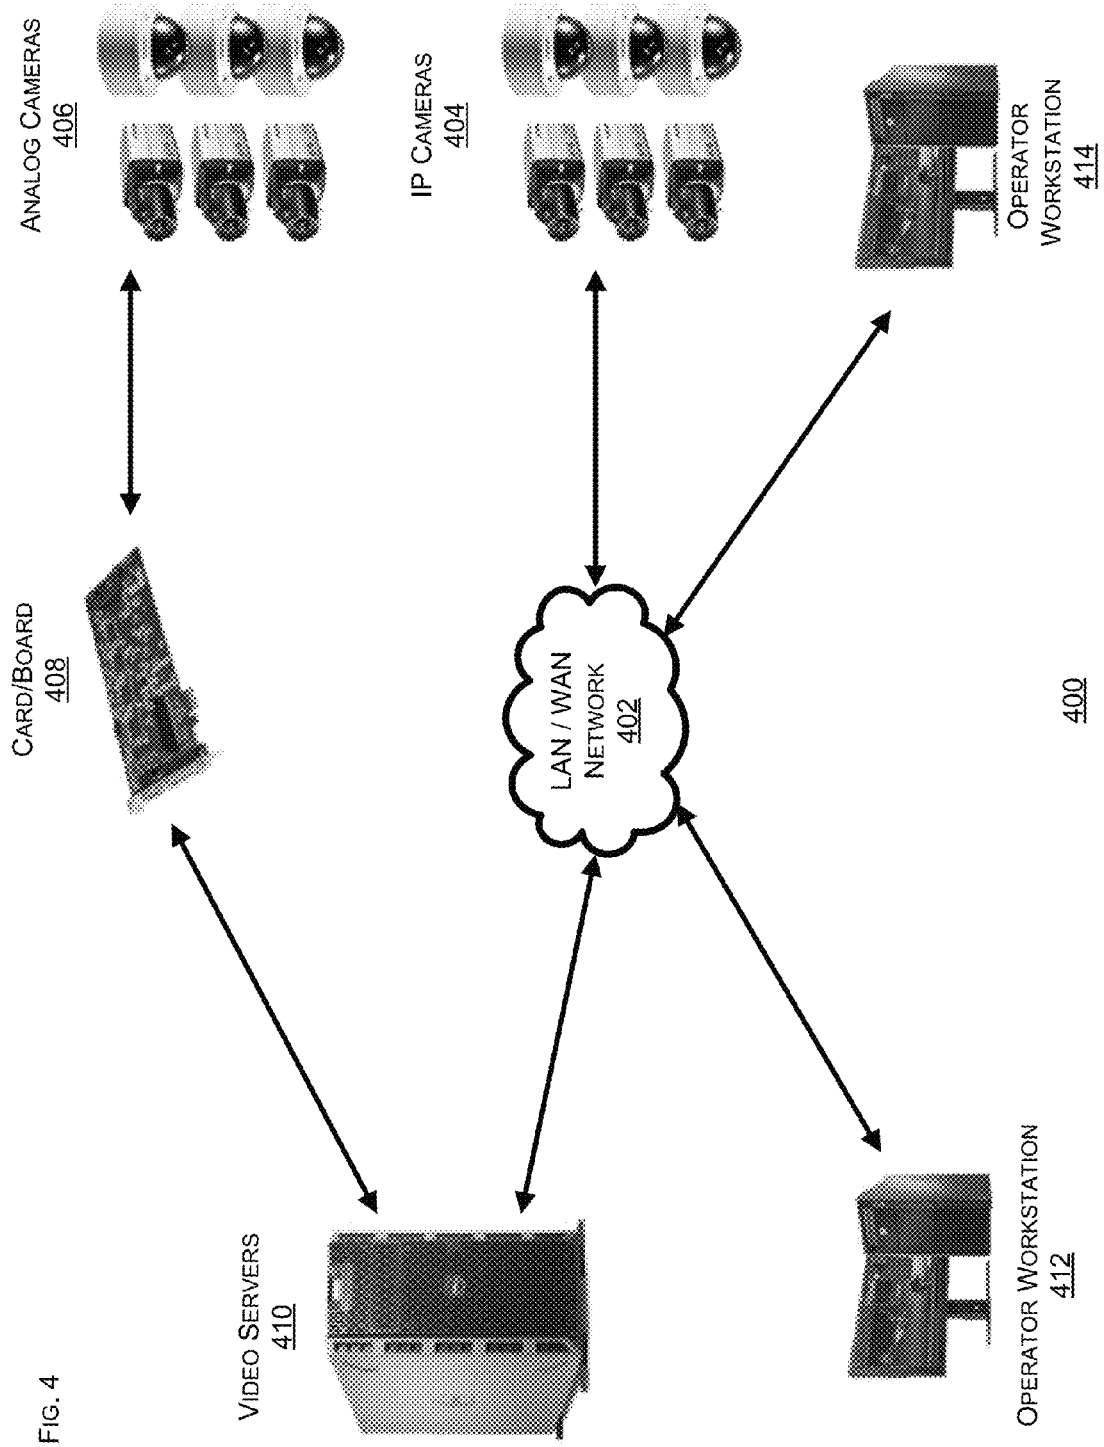 FIG. 4
VIDEO SERVERS
410
CARD/BOARD
408
ANALOG CAMERAS
406
LAN / WAN
NETWORK
402
IP CAMERAS
404
OPERATOR WORKSTATION
412
OPERATOR
WORKSTATION
414
400